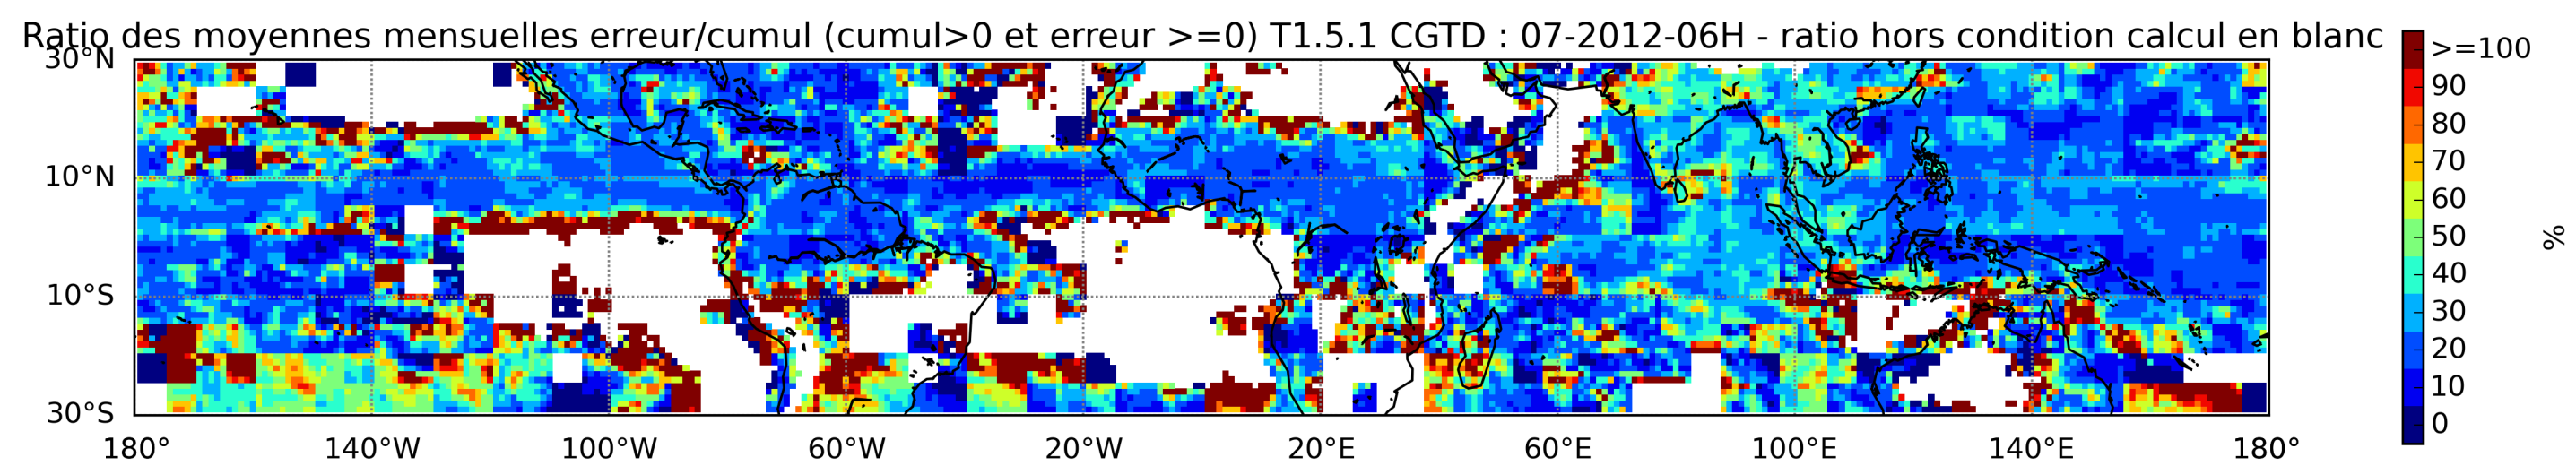 Ratio des moyennes mensuelles erreur/cumul (cumul>0 et erreur >=0) T1.5.1 CGTD : 07-2012-06H - ratio hors condition calcul en blanc
30°N
10°N
10°S
30°S
180° 140°W 100°W 60°W 20°W 20°E 60°E 100°E 140°E 180°
>=100
90
80
70
60
50
40
30
20
10
0
%